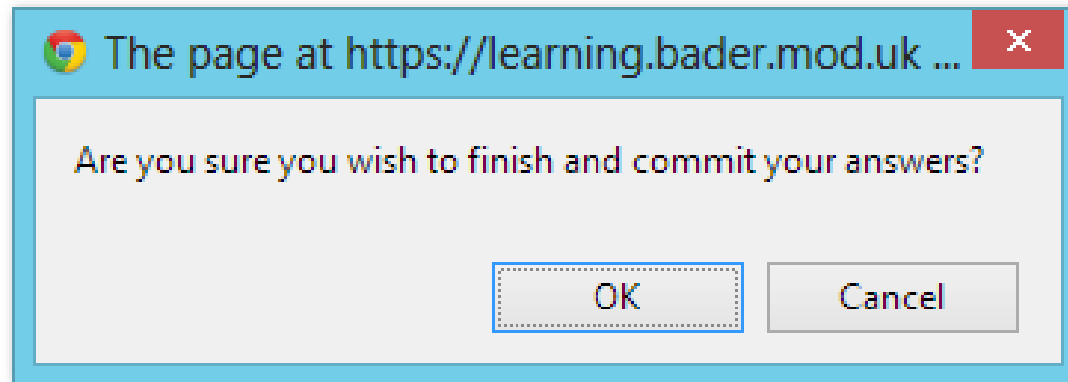 The page at https://learning.bader.mod.uk ...
Are you sure you wish to finish and commit your answers?
OK Cancel